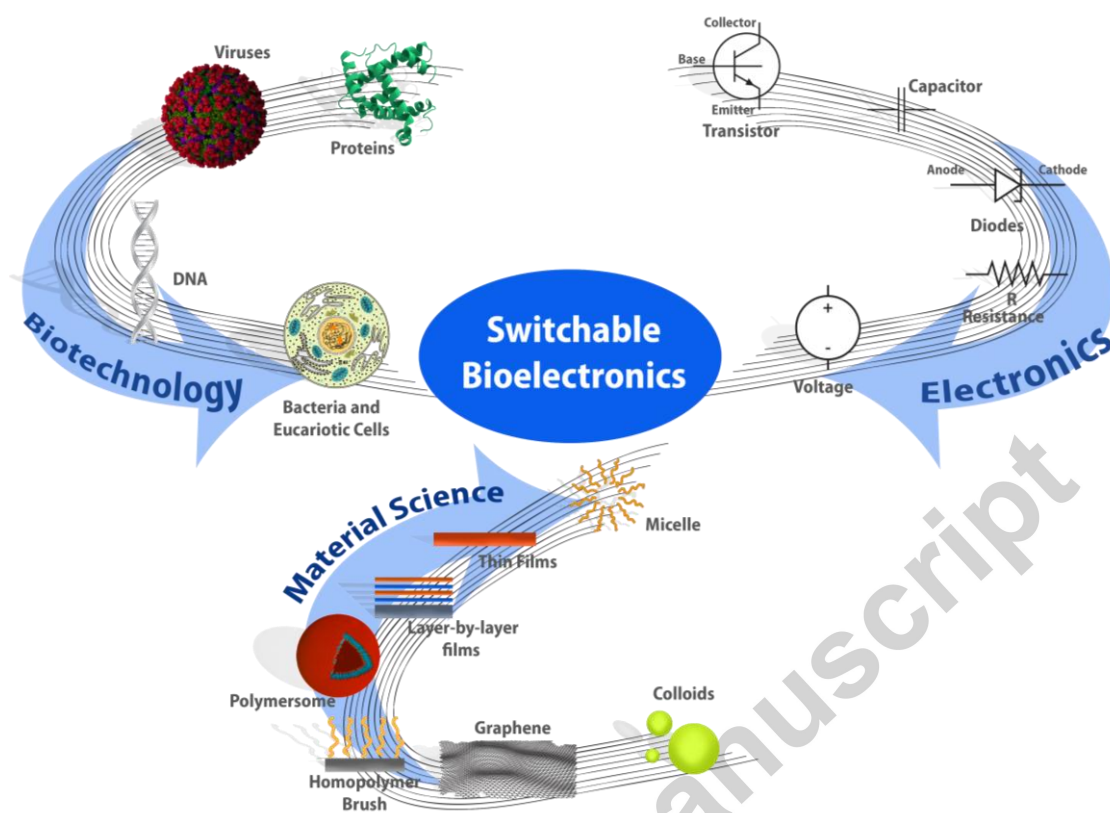 Viruses
Proteins
DNA
Biotechnology
Bacteria and
Eucariotic Cells
Switchable
Bioelectronics
Collector
Base
Emitter
Transistor
Capacitor
Anode
Cathode
Diodes
R
Resistance
+
-
Voltage
Electronics
Material Science
Micelle
Thin Films
Layer-by-layer
films
Polymersome
Homopolymer
Brush
Graphene
Colloids
anuscript